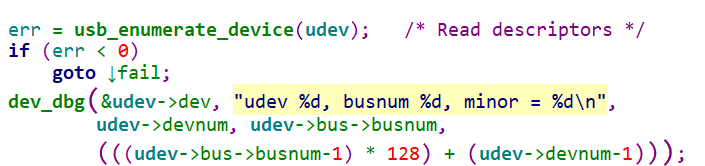 err = usb_enumerate_device(udev);   /* Read descriptors */
if (err < 0)
    goto ↓fail;
dev_dbg(&udev->dev, "udev %d, busnum %d, minor = %d\n",
        udev->devnum, udev->bus->busnum,
        (((udev->bus->busnum-1) * 128) + (udev->devnum-1)));